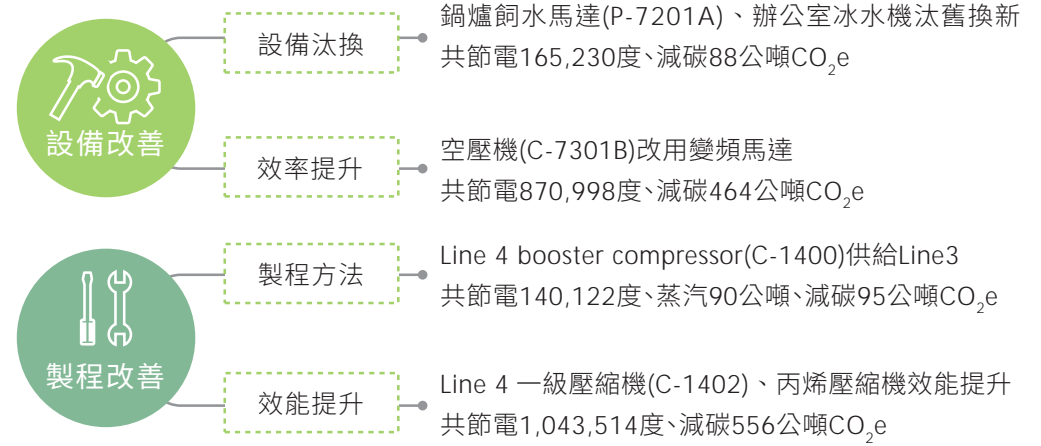 設備改善
設備汰換
鍋爐飼水馬達(P-7201A)、辦公室冰水機汰舊換新
共節電165,230度、減碳88公噸CO₂e
效率提升
空壓機(C-7301B)改用變頻馬達
共節電870,998度、減碳464公噸CO₂e
製程改善
製程方法
Line 4 booster compressor(C-1400)供給Line3
共節電140,122度、蒸汽90公噸、減碳95公噸CO₂e
效能提升
Line 4 一級壓縮機(C-1402)、丙烯壓縮機效能提升
共節電1,043,514度、減碳556公噸CO₂e